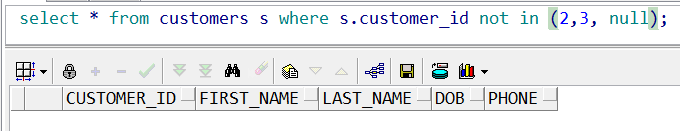 select * from customers s where s.customer_id not in (2,3, null);
CUSTOMER_ID FIRST_NAME LAST_NAME DOB PHONE